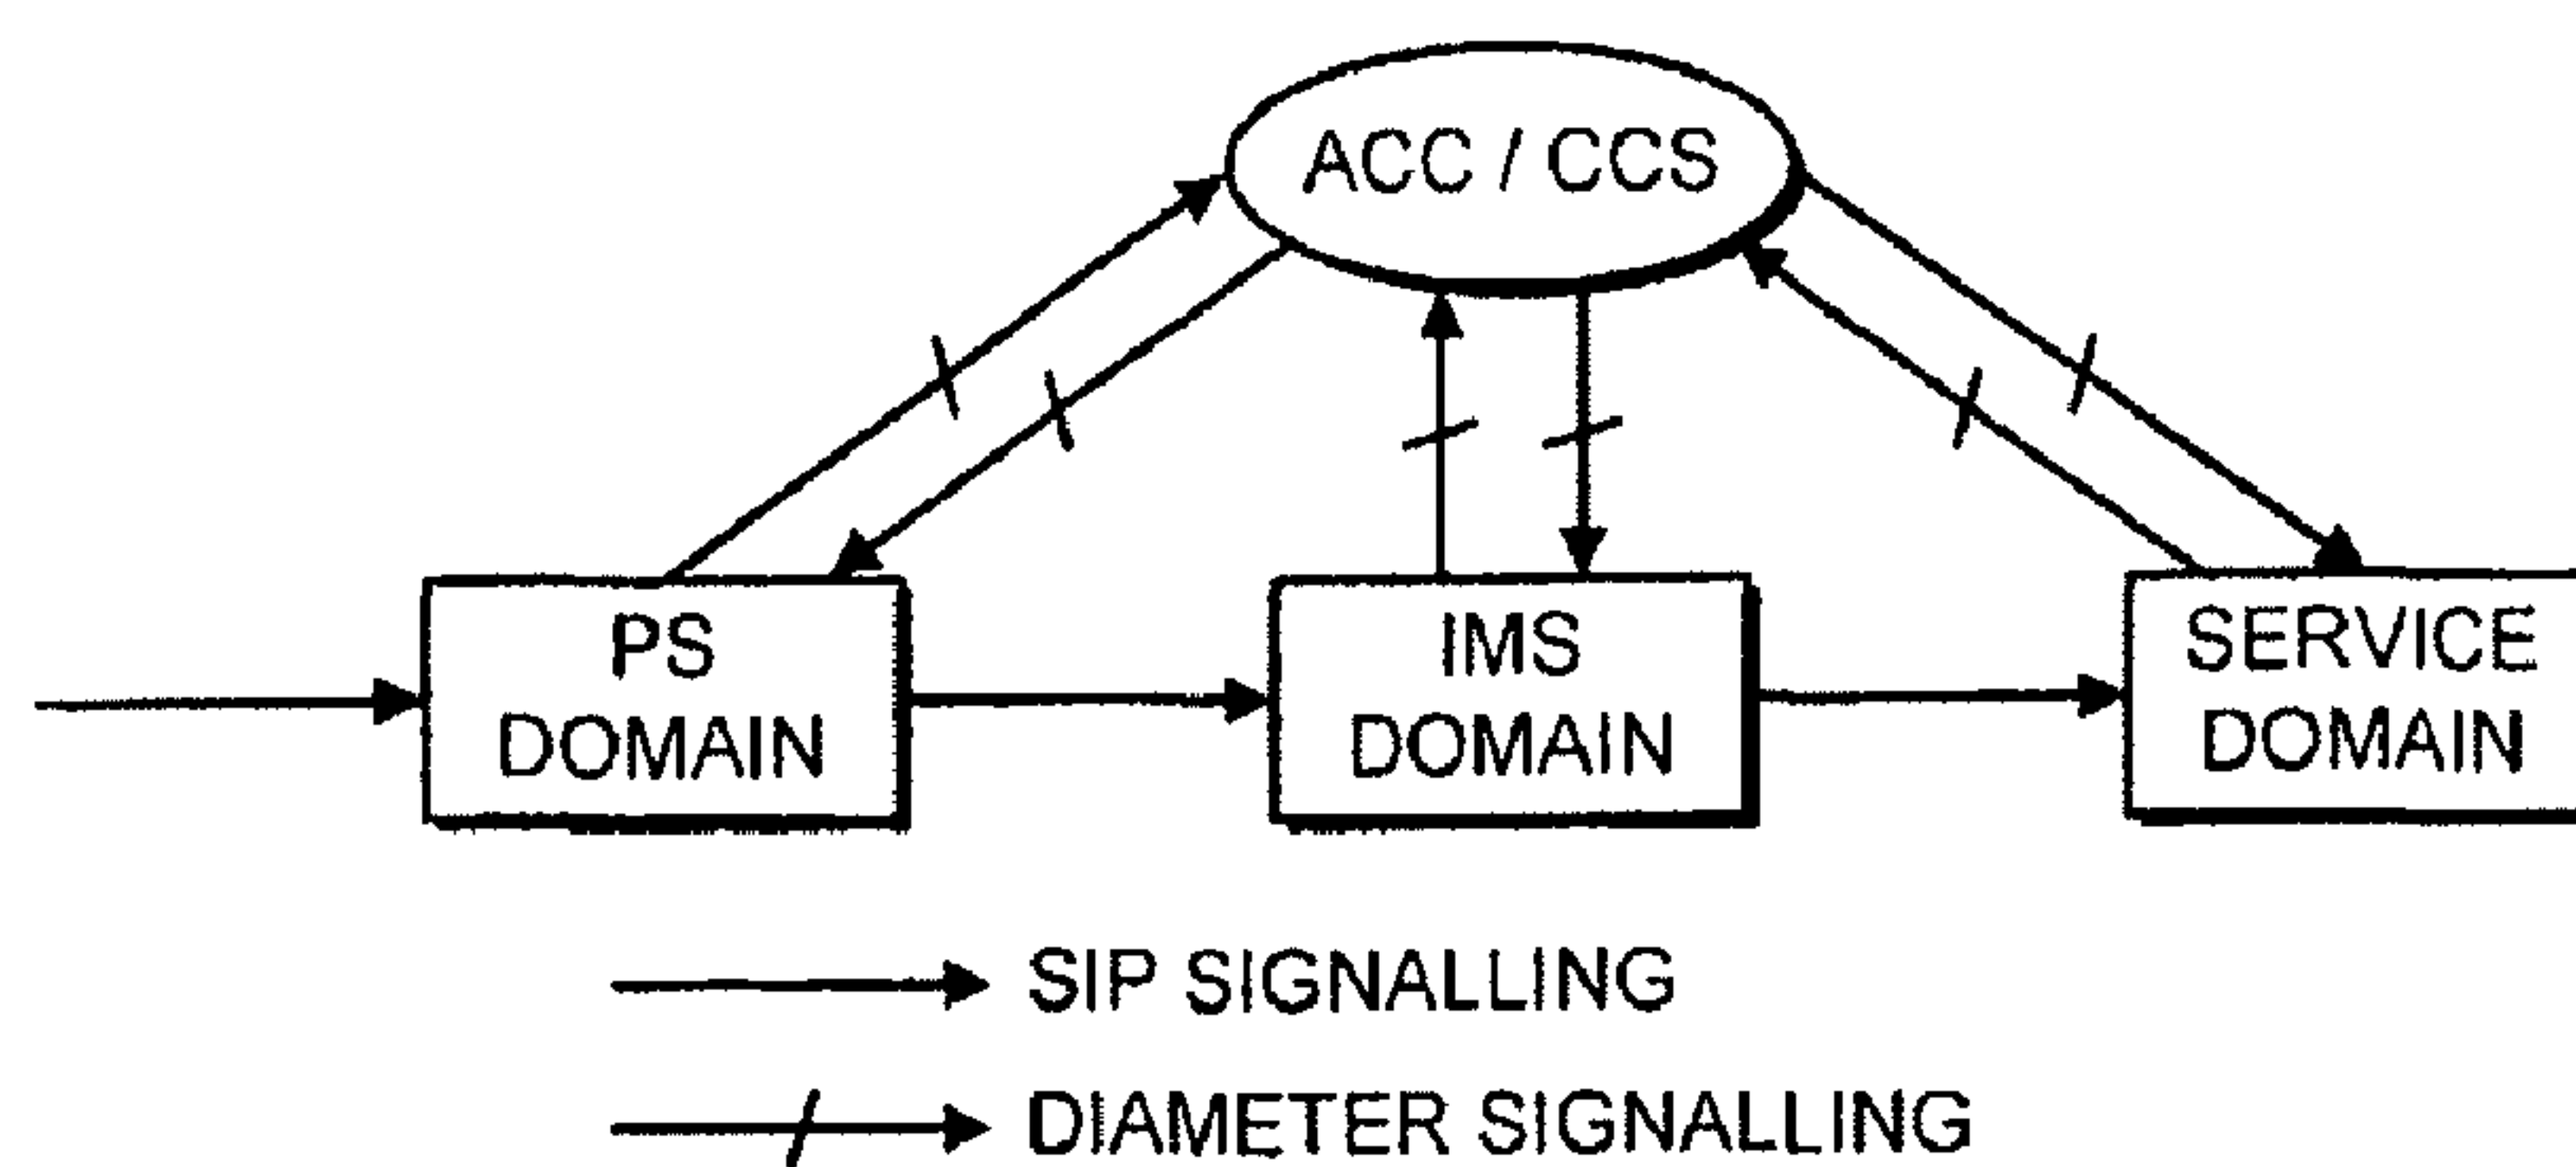 ACC / CCS
PS
DOMAIN
IMS
DOMAIN
SERVICE
DOMAIN
SIP SIGNALLING
DIAMETER SIGNALLING